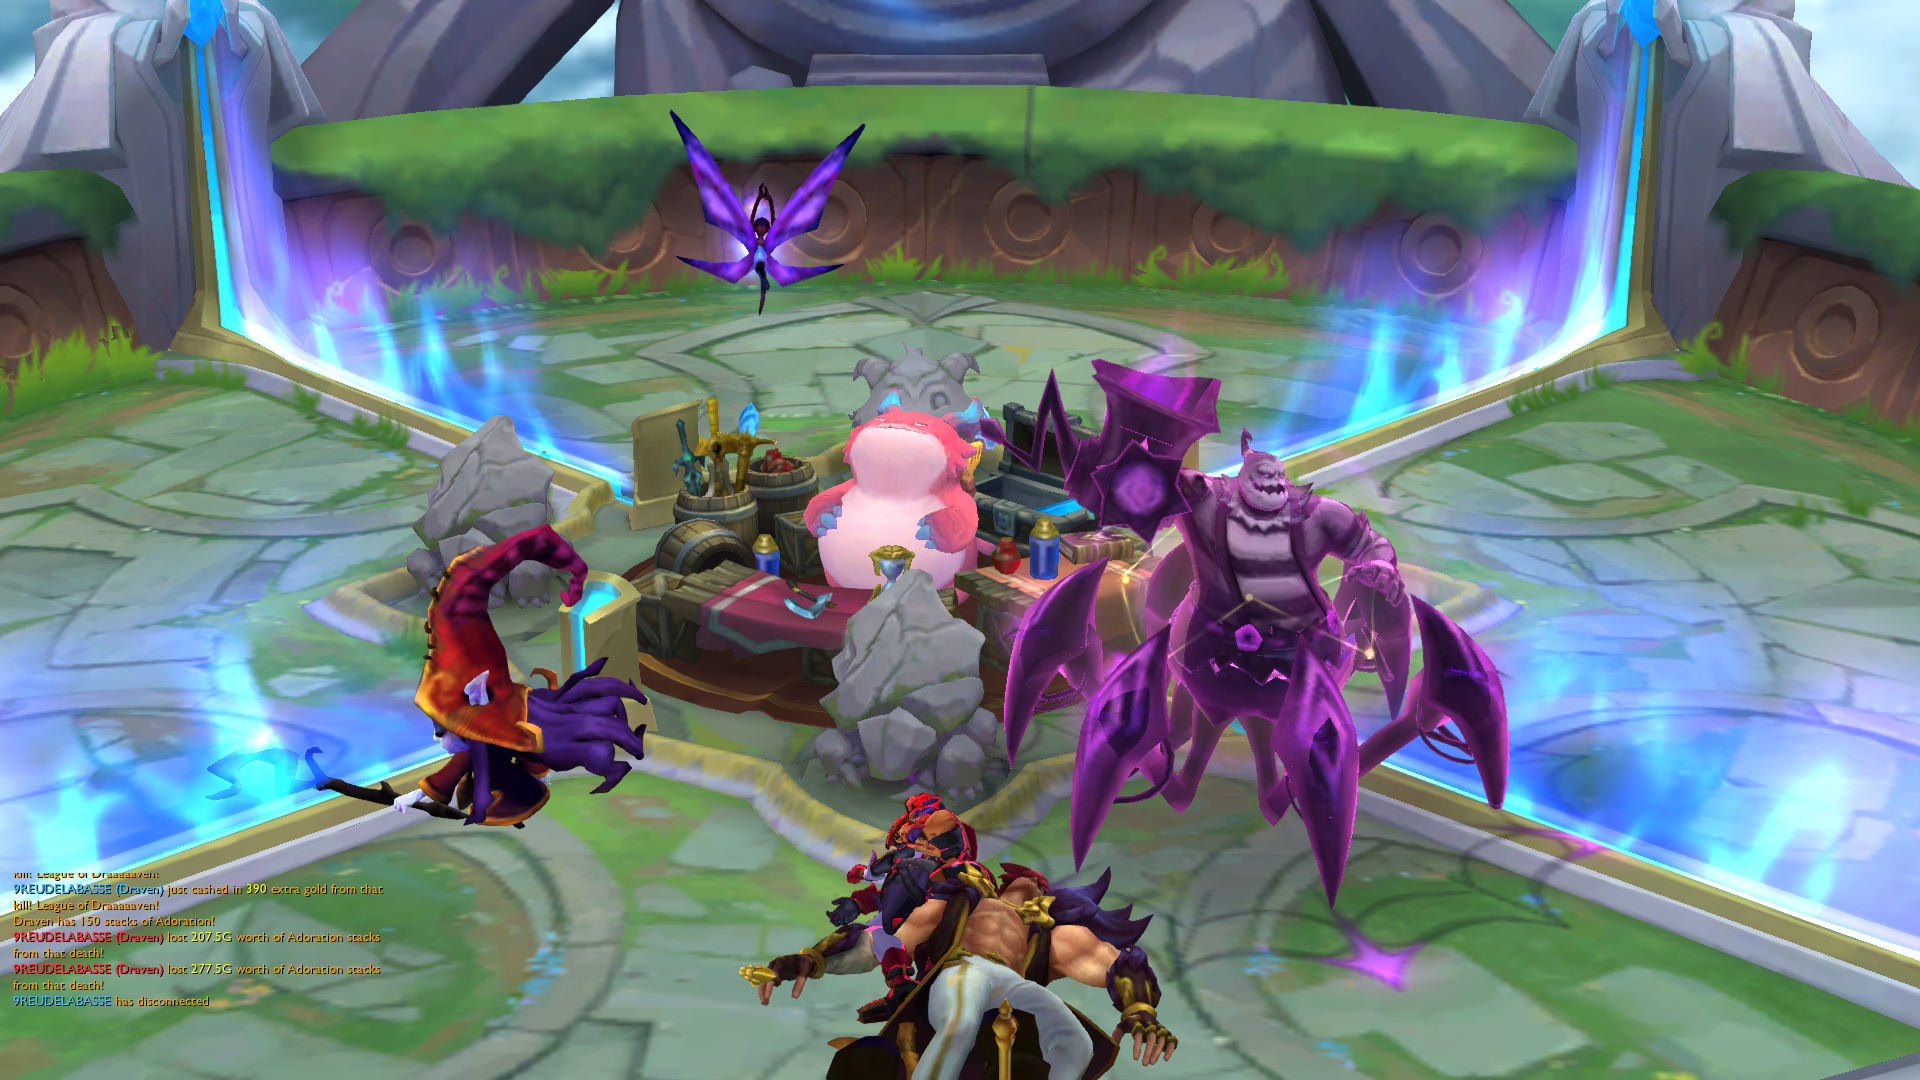 kill! League of Draaaaaven!
9REUDELABASSE (Draven) just cashed in 390 extra gold from that
kill! League of Draaaaaven!
Draven has 150 stacks of Adoration!
9REUDELABASSE (Draven) lost 207.5G worth of Adoration stacks
from that death!
9REUDELABASSE (Draven) lost 277.5G worth of Adoration stacks
from that death!
9REUDELABASSE has disconnected